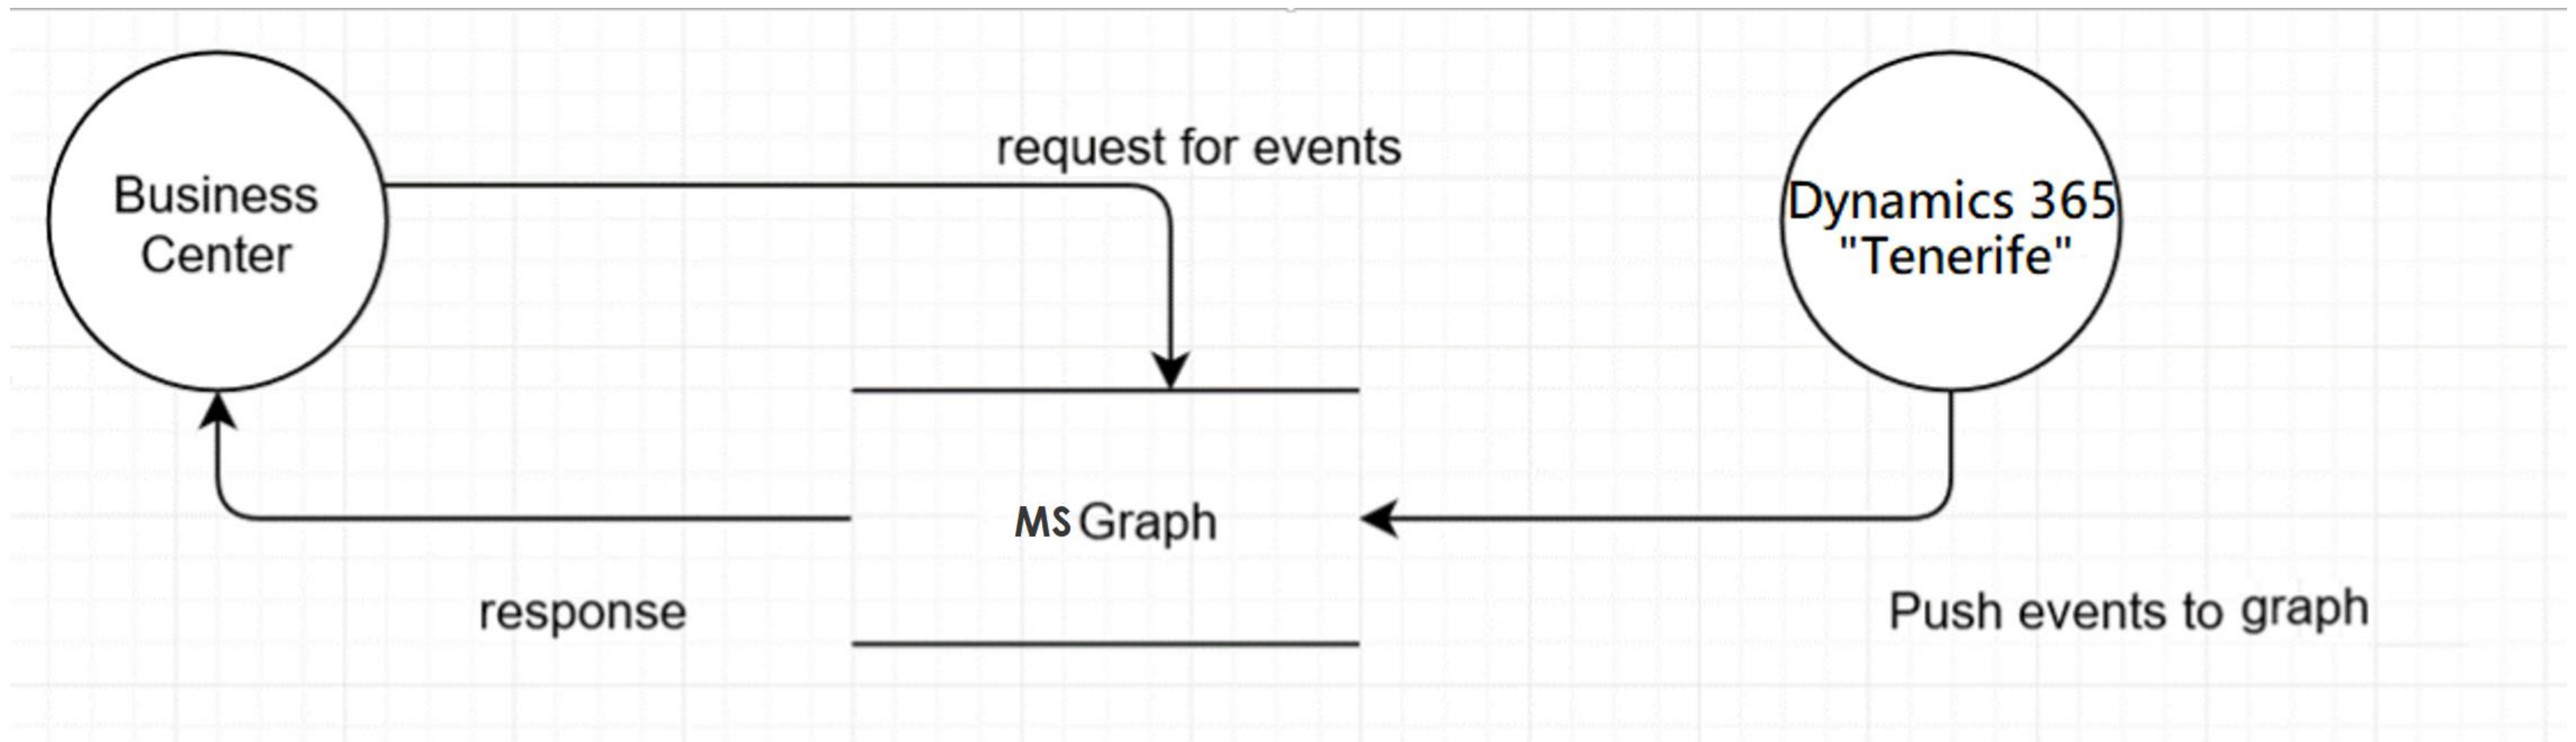 request for events
Business
Center
Dynamics 365
"Tenerife"
MS Graph
response
Push events to graph